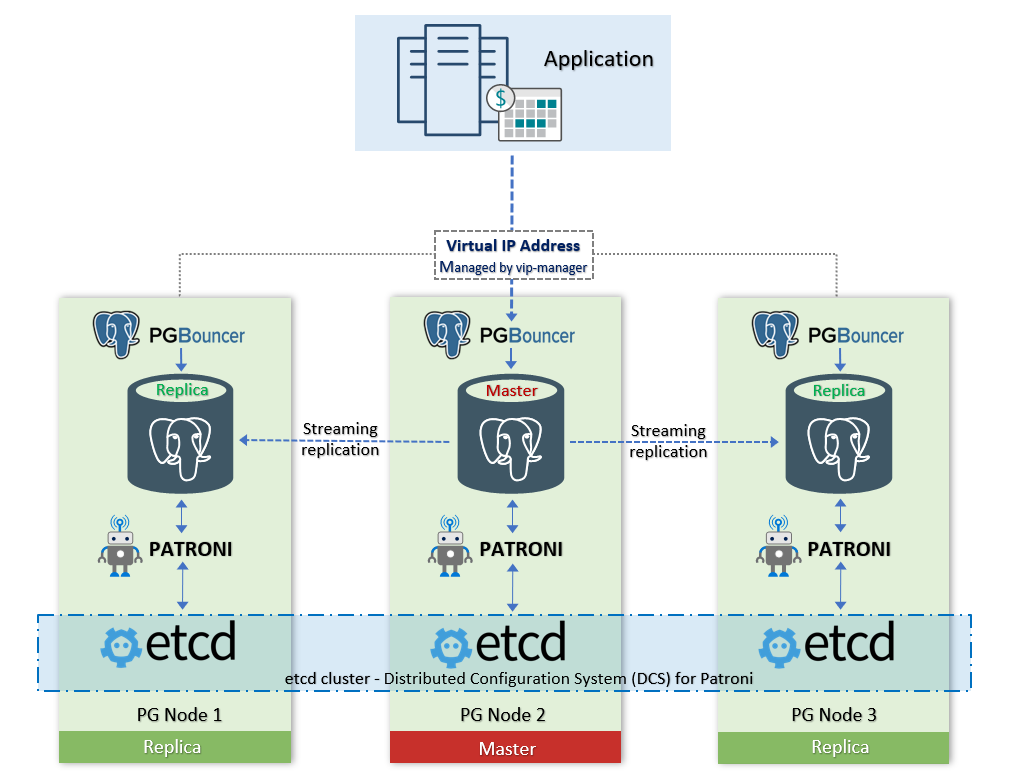 Application
$
Virtual IP Address
Managed by vip-manager
PGBouncer
PGBouncer
PGBouncer
Replica
Master
Replica
Streaming
replication
Streaming
replication
PATRONI
PATRONI
PATRONI
etcd
etcd
etcd
etcd cluster - Distributed Configuration System (DCS) for Patroni
PG Node 1
PG Node 2
PG Node 3
Replica
Master
Replica